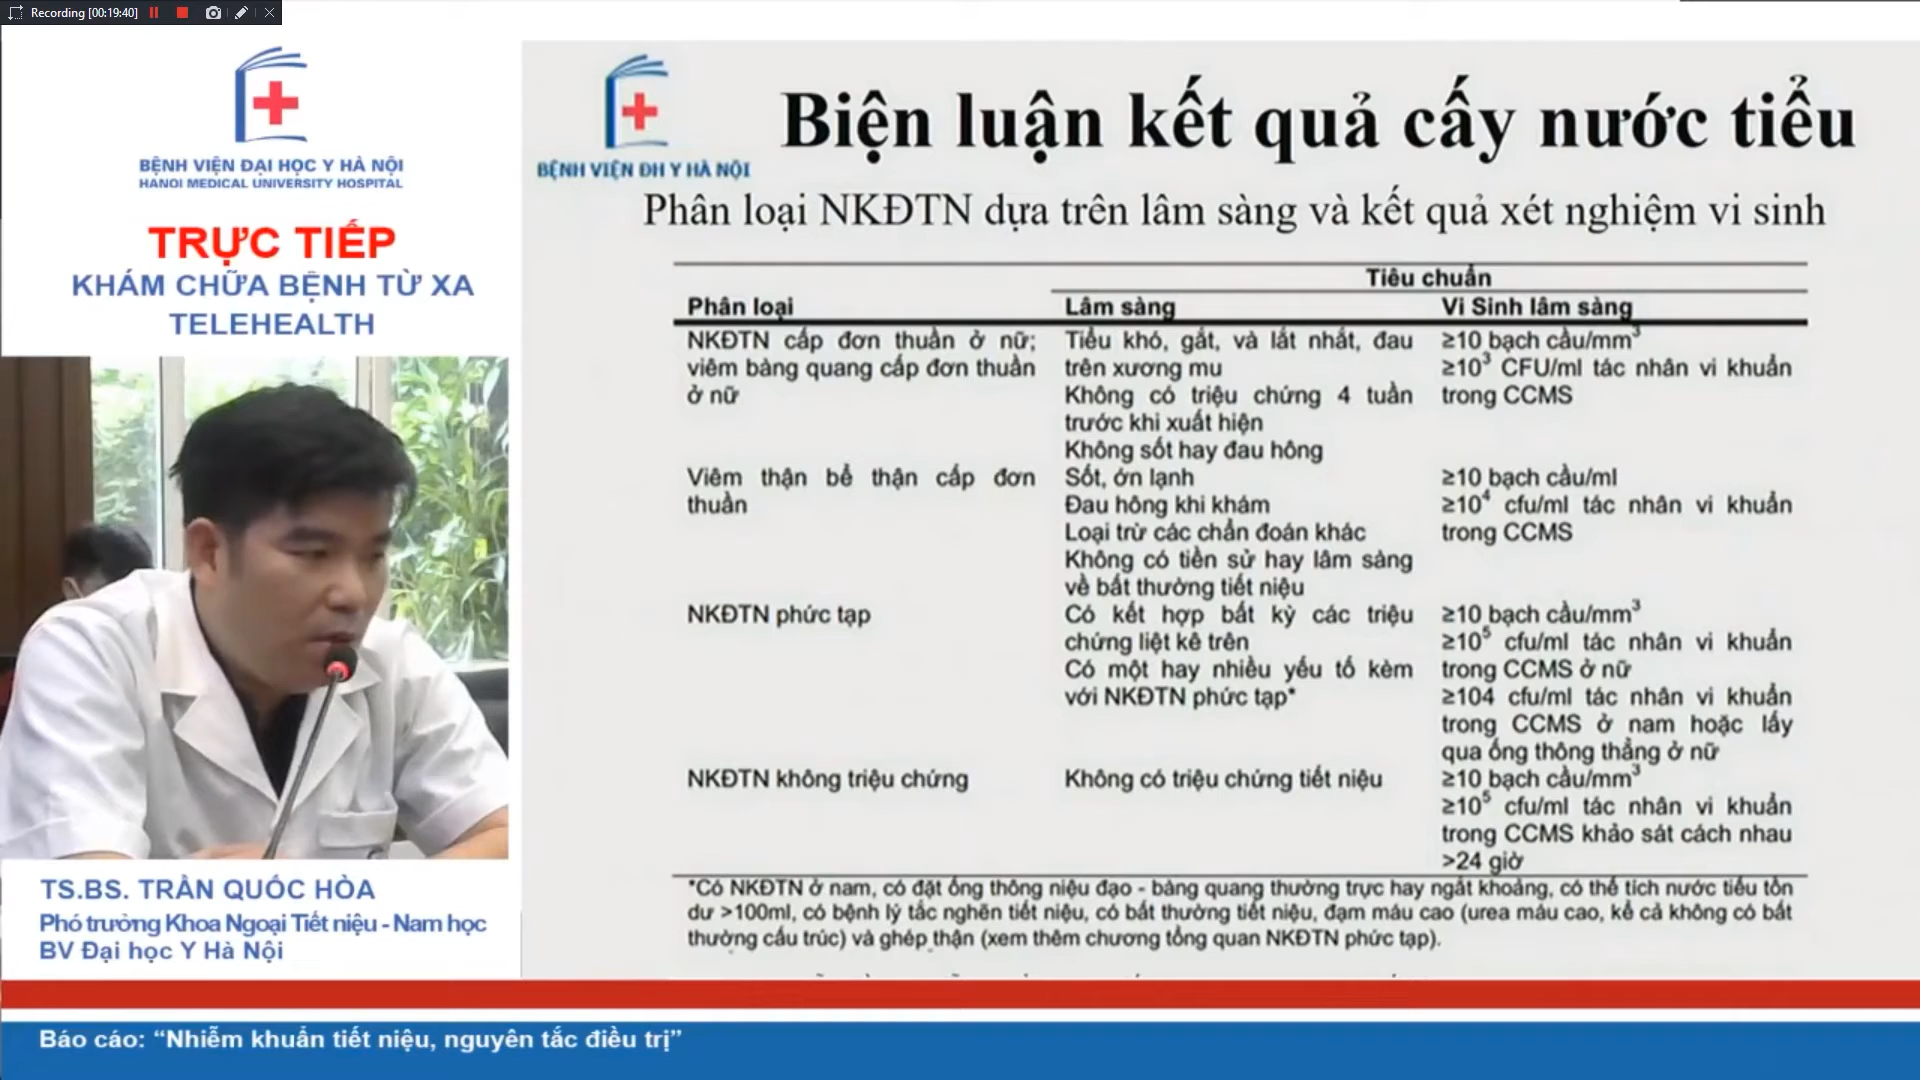 Recording [00:19:40]
BỆNH VIỆN ĐẠI HỌC Y HÀ NỘI
HANOI MEDICAL UNIVERSITY HOSPITAL
TRỰC TIẾP
KHÁM CHỮA BỆNH TỪ XA
TELEHEALTH
TS.BS. TRẦN QUỐC HÒA
Phó trưởng Khoa Ngoại Tiết niệu - Nam học
BV Đại học Y Hà Nội
BỆNH VIỆN ĐH Y HÀ NỘI
Biện luận kết quả cấy nước tiểu
Phân loại NKĐTN dựa trên lâm sàng và kết quả xét nghiệm vi sinh
Tiêu chuẩn
Phân loại Lâm sàng Vi Sinh lâm sàng
NKĐTN cấp đơn thuần ở nữ; Tiểu khó, gắt, và lắt nhắt, đau ≥10 bạch cầu/mm³
viêm bàng quang cấp đơn thuần trên xương mu ≥10³ CFU/ml tác nhân vi khuẩn
ở nữ Không có triệu chứng 4 tuần trong CCMS
trước khi xuất hiện
Không sốt hay đau hông
Viêm thận bể thận cấp đơn Sốt, ớn lạnh ≥10 bạch cầu/ml
thuần Đau hông khi khám ≥10⁴ cfu/ml tác nhân vi khuẩn
Loại trừ các chẩn đoán khác trong CCMS
Không có tiền sử hay lâm sàng
về bất thường tiết niệu
NKĐTN phức tạp Có kết hợp bất kỳ các triệu ≥10 bạch cầu/mm³
chứng liệt kê trên ≥10⁵ cfu/ml tác nhân vi khuẩn
Có một hay nhiều yếu tố kèm trong CCMS ở nữ
với NKĐTN phức tạp* ≥104 cfu/ml tác nhân vi khuẩn
trong CCMS ở nam hoặc lấy
qua ống thông thẳng ở nữ
NKĐTN không triệu chứng Không có triệu chứng tiết niệu ≥10 bạch cầu/mm³
≥10⁵ cfu/ml tác nhân vi khuẩn
trong CCMS khảo sát cách nhau
>24 giờ
*Có NKĐTN ở nam, có đặt ống thông niệu đạo - bàng quang thường trực hay ngắt khoảng, có thể tích nước tiểu tồn
dư >100ml, có bệnh lý tắc nghẽn tiết niệu, có bất thường tiết niệu, đạm máu cao (urea máu cao, kể cả không có bất
thường cấu trúc) và ghép thận (xem thêm chương tổng quan NKĐTN phức tạp).
Báo cáo: “Nhiễm khuẩn tiết niệu, nguyên tắc điều trị”